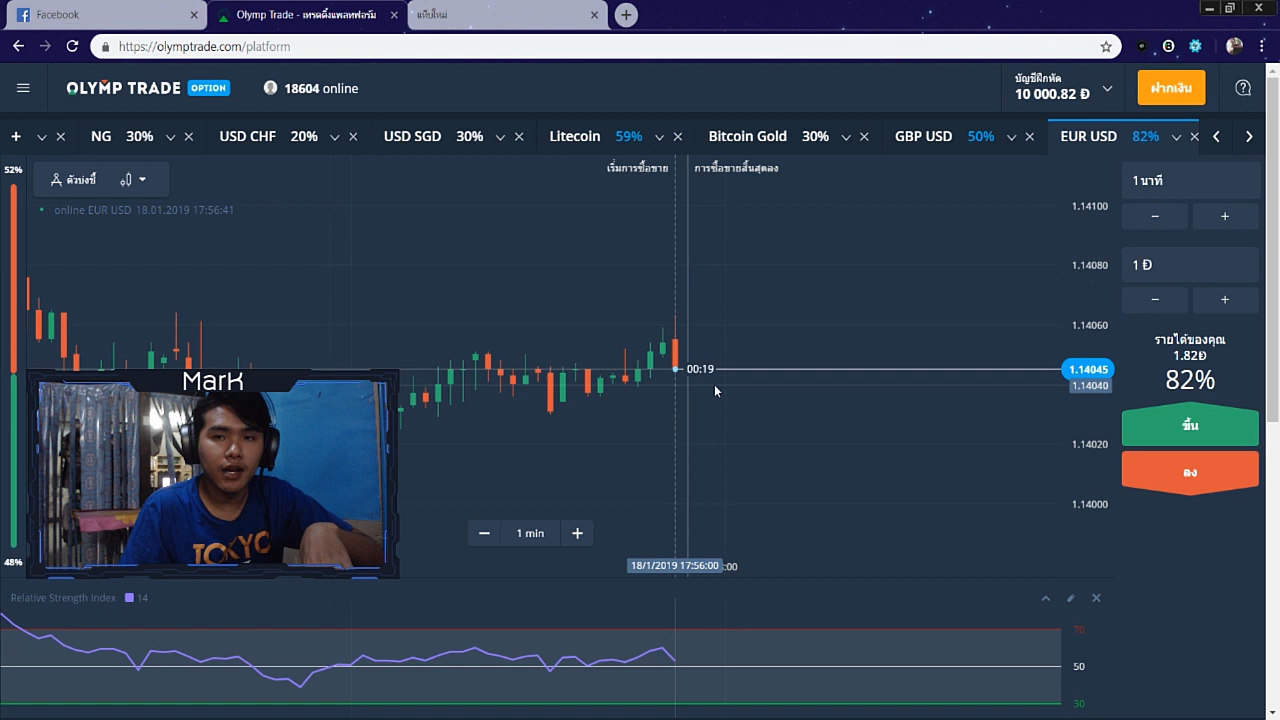 Facebook
Olymp Trade - เทรดดิ้งแพลทฟอร์ม
แท็บใหม่
https://olymptrade.com/platform
OLYMP TRADE OPTION
18604 online
บัญชีฝึกหัด
10 000.82 Đ
ฝากเงิน
NG 30%
USD CHF 20%
USD SGD 30%
Litecoin 59%
Bitcoin Gold 30%
GBP USD 50%
EUR USD 82%
52%
ตัวบ่งชี้
เริ่มการซื้อขาย
การซื้อขายสิ้นสุดลง
online EUR USD 18.01.2019 17:56:41
1.14100
1.14080
1.14060
1.14045
1.14040
1.14020
1.14000
00:19
1 นาที
1 Đ
รายได้ของคุณ
1.82Đ
82%
ขึ้น
ลง
MarK
TOKYO
48%
1 min
18/1/2019 17:56:00
:00
Relative Strength Index 14
70
50
30